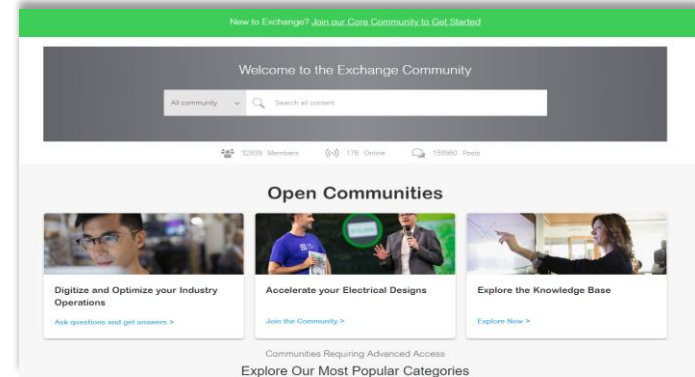 New to Exchange? Join our Core Community to Get Started
Welcome to the Exchange Community
All community
Search all content
32839 Members
178 Online
158960 Posts
Open Communities
Digitize and Optimize your Industry
Operations
Ask questions and get answers >
Accelerate your Electrical Designs
Join the Community >
Explore the Knowledge Base
Explore Now >
Communities Requiring Advanced Access
Explore Our Most Popular Categories